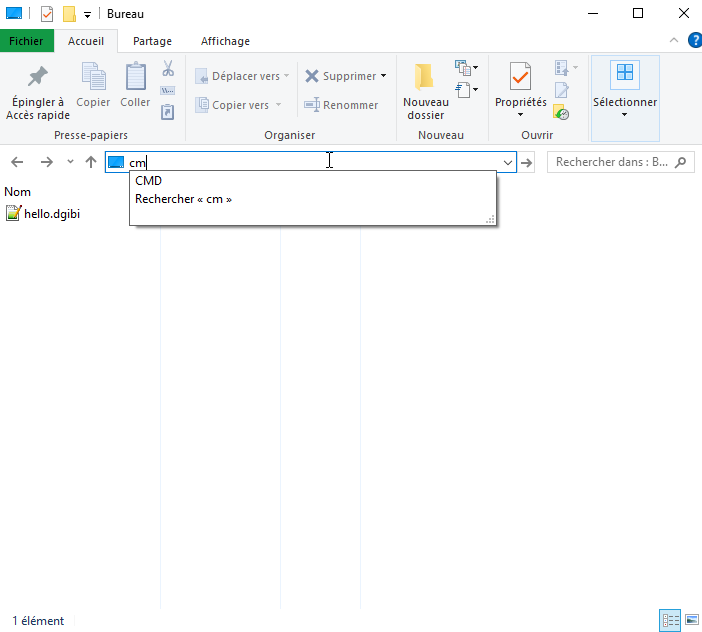 Bureau
Fichier Accueil Partage Affichage
Épingler à Accès rapide
Copier
Coller
Presse-papiers
Déplacer vers
Copier vers
Supprimer
Renommer
Organiser
Nouveau dossier
Nouveau
Propriétés
Ouvrir
Sélectionner
cm
Rechercher dans : B...
CMD
Rechercher « cm »
Nom
hello.dgibi
1 élément